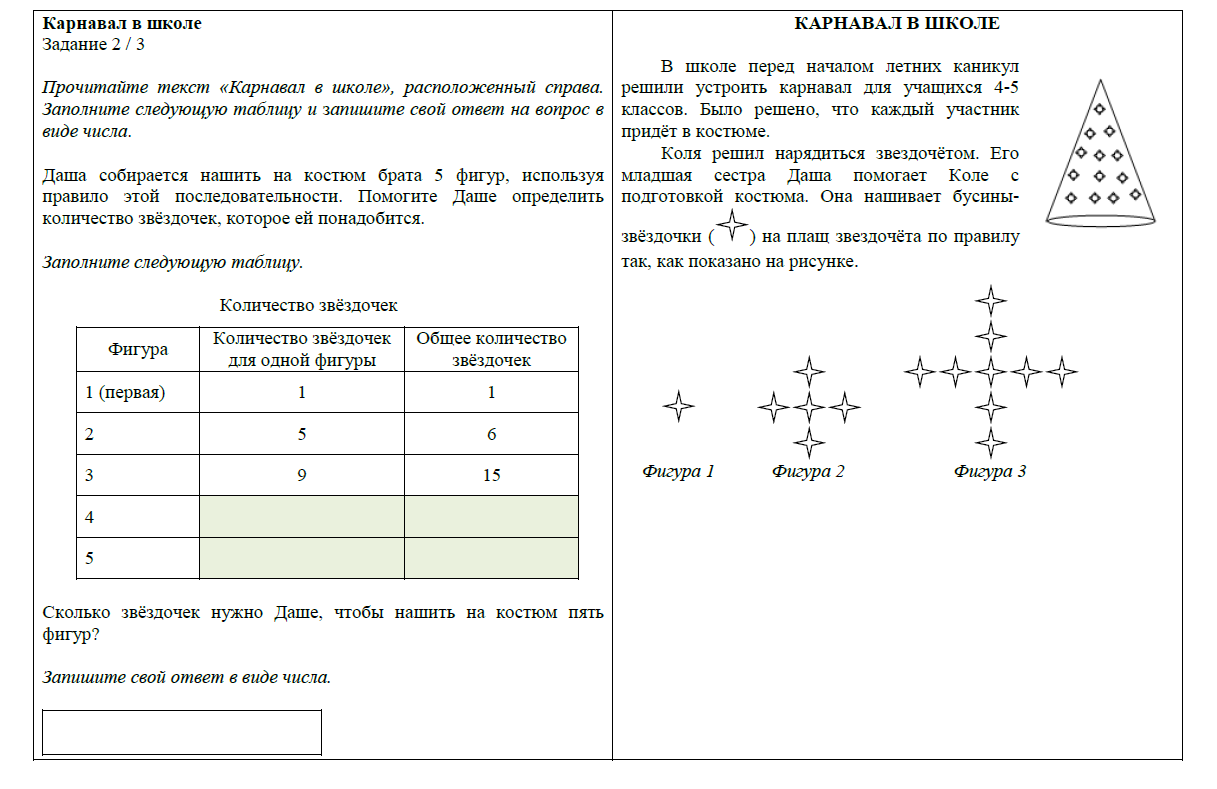 Карнавал в школе
Задание 2 / 3
Прочитайте текст «Карнавал в школе», расположенный справа.
Заполните следующую таблицу и запишите свой ответ на вопрос в
виде числа.
Даша собирается нашить на костюм брата 5 фигур, используя
правило этой последовательности. Помогите Даше определить
количество звёздочек, которое ей понадобится.
Заполните следующую таблицу.
Количество звёздочек
Фигура
Количество звёздочек
для одной фигуры
Общее количество
звёздочек
1 (первая)
1
1
2
5
6
3
9
15
4
5
Сколько звёздочек нужно Даше, чтобы нашить на костюм пять
фигур?
Запишите свой ответ в виде числа.
КАРНАВАЛ В ШКОЛЕ
В школе перед началом летних каникул
решили устроить карнавал для учащихся 4-5
классов. Было решено, что каждый участник
придёт в костюме.
Коля решил нарядиться звездочётом. Его
младшая сестра Даша помогает Коле с
подготовкой костюма. Она нашивает бусины-
звёздочки ( ) на плащ звездочёта по правилу
так, как показано на рисунке.
Фигура 1
Фигура 2
Фигура 3